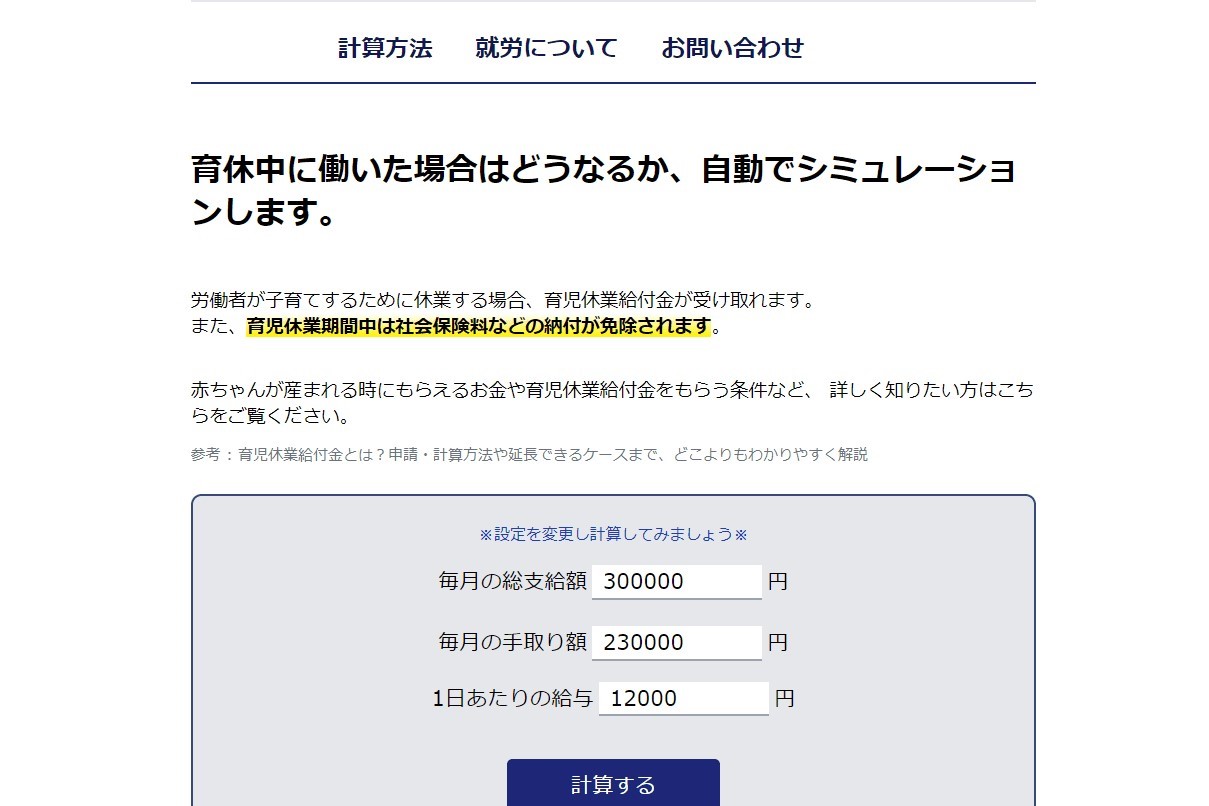 計算方法 就労について お問い合わせ
育休中に働いた場合はどうなるか、自動でシミュレーショ
ンします。
労働者が子育てするために休業する場合、育児休業給付金が受け取れます。
また、育児休業期間中は社会保険料などの納付が免除されます。
赤ちゃんが産まれる時にもらえるお金や育児休業給付金をもらう条件など、 詳しく知りたい方はこち
らをご覧ください。
参考：育児休業給付金とは？申請・計算方法や延長できるケースまで、どこよりもわかりやすく解説
※設定を変更し計算してみましょう※
毎月の総支給額 300000 円
毎月の手取り額 230000 円
1日あたりの給与 12000 円
計算する